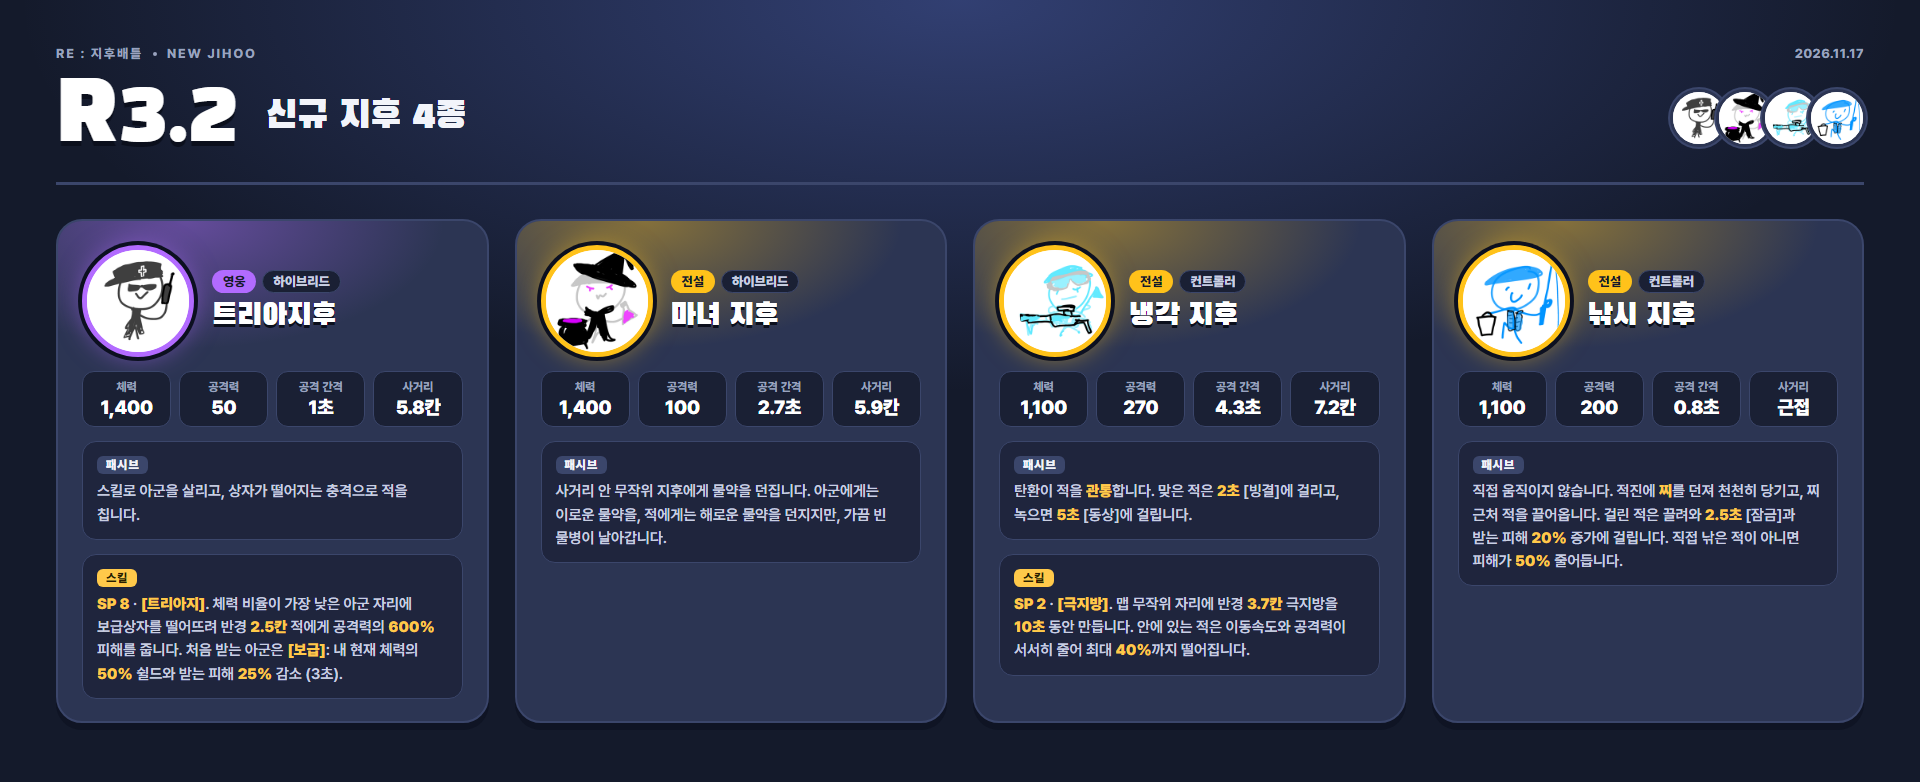 RE : 지후배틀 • NEW JIHOO
2026.11.17
R3.2 신규 지후 4종
영웅 하이브리드
트리아지후
체력 공격력 공격 간격 사거리
1,400 50 1초 5.8칸
패시브
스킬로 아군을 살리고, 상자가 떨어지는 충격으로 적을
칩니다.
스킬
SP 8 · [트리아지]. 체력 비율이 가장 낮은 아군 자리에
보급상자를 떨어뜨려 반경 2.5칸 적에게 공격력의 600%
피해를 줍니다. 처음 받는 아군은 [보급]: 내 현재 체력의
50% 쉴드와 받는 피해 25% 감소 (3초).
전설 하이브리드
마녀 지후
체력 공격력 공격 간격 사거리
1,400 100 2.7초 5.9칸
패시브
사거리 안 무작위 지후에게 물약을 던집니다. 아군에게는
이로운 물약을, 적에게는 해로운 물약을 던지지만, 가끔 빈
물병이 날아갑니다.
전설 컨트롤러
냉각 지후
체력 공격력 공격 간격 사거리
1,100 270 4.3초 7.2칸
패시브
탄환이 적을 관통합니다. 맞은 적은 2초 [빙결]에 걸리고,
녹으면 5초 [동상]에 걸립니다.
스킬
SP 2 · [극지방]. 맵 무작위 자리에 반경 3.7칸 극지방을
10초 동안 만듭니다. 안에 있는 적은 이동속도와 공격력이
서서히 줄어 최대 40%까지 떨어집니다.
전설 컨트롤러
낚시 지후
체력 공격력 공격 간격 사거리
1,100 200 0.8초 근접
패시브
직접 움직이지 않습니다. 적진에 찌를 던져 천천히 당기고, 찌
근처 적을 끌어옵니다. 걸린 적은 끌려와 2.5초 [잠금]과
받는 피해 20% 증가에 걸립니다. 직접 낚은 적이 아니면
피해가 50% 줄어듭니다.